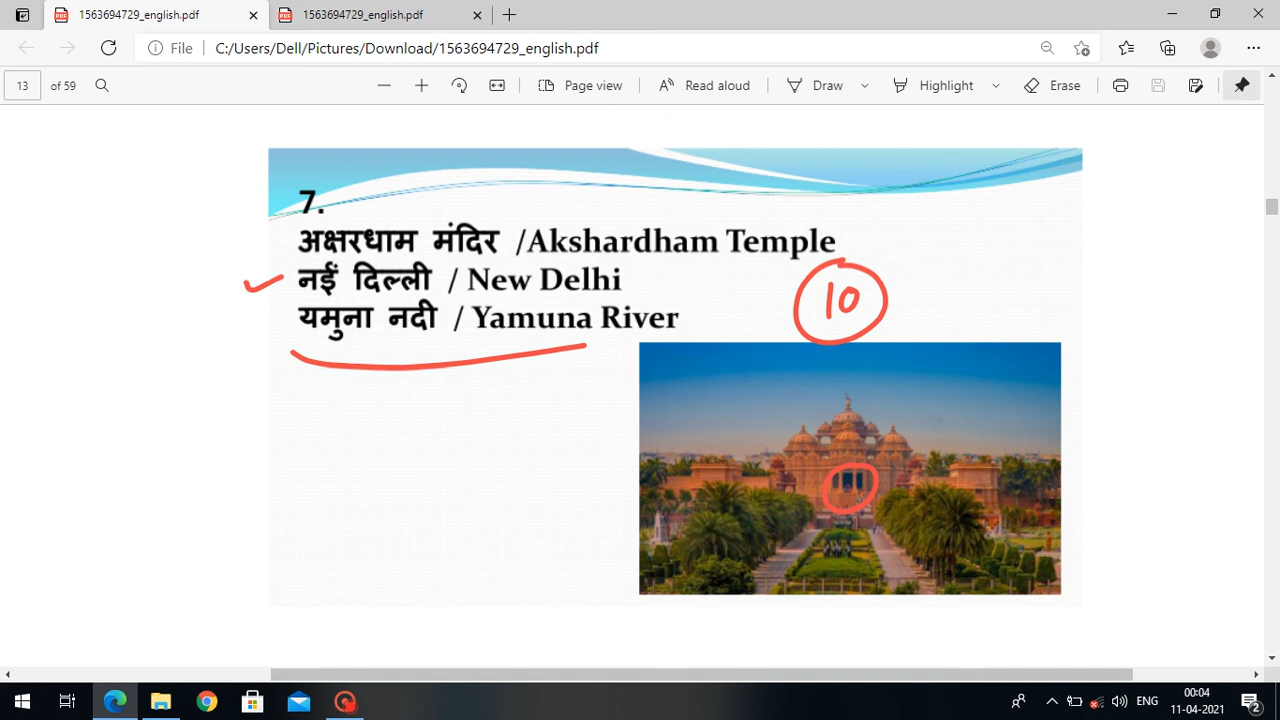 1563694729_english.pdf
1563694729_english.pdf
File C:/Users/Dell/Pictures/Download/1563694729_english.pdf
13 of 59 Page view Read aloud Draw Highlight Erase
7.
अक्षरधाम मंदिर /Akshardham Temple
नईं दिल्ली / New Delhi
यमुना नदी / Yamuna River
10
ENG
00:04
11-04-2021
2